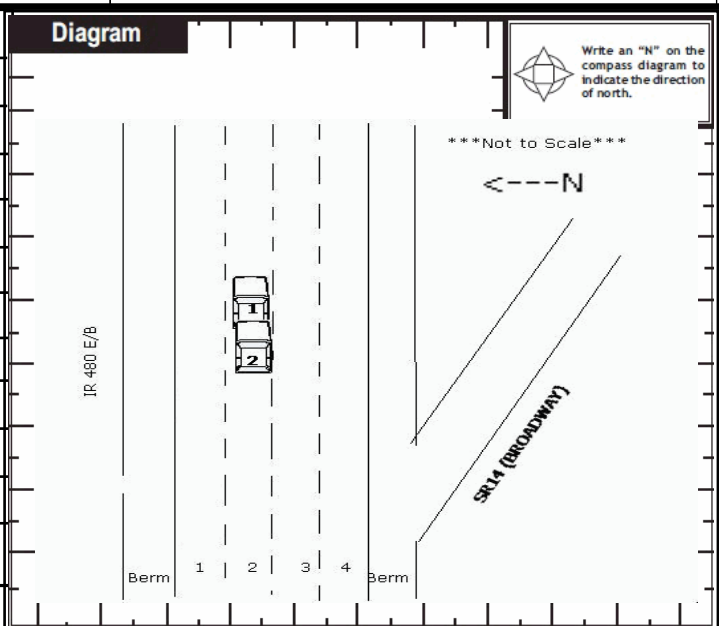 Diagram
Write an “N” on the
compass diagram to
indicate the direction
of north.
***Not to Scale***
<---N
1
2
IR 480 E/B
SR14 (BROADWAY)
Berm 1 2 3 4 Berm